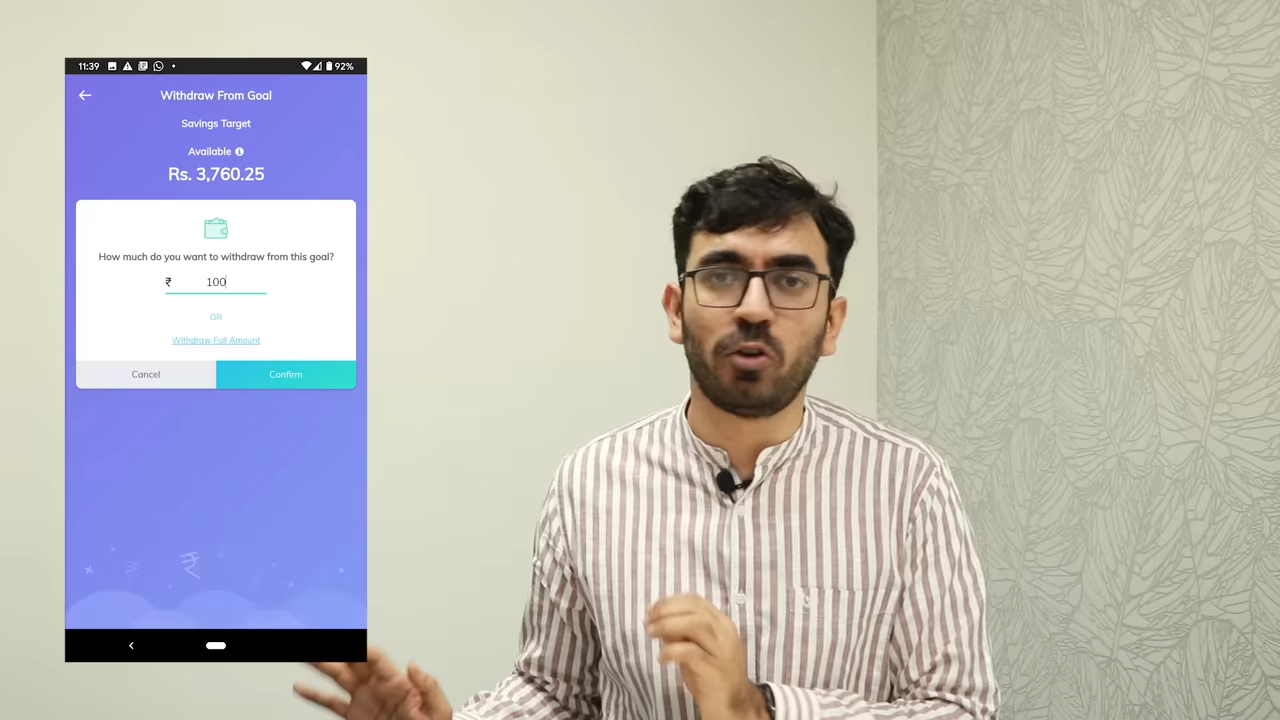 11:39 92%
Withdraw From Goal
Savings Target
Available
Rs. 3,760.25
How much do you want to withdraw from this goal?
₹ 100
OR
Withdraw Full Amount
Cancel Confirm